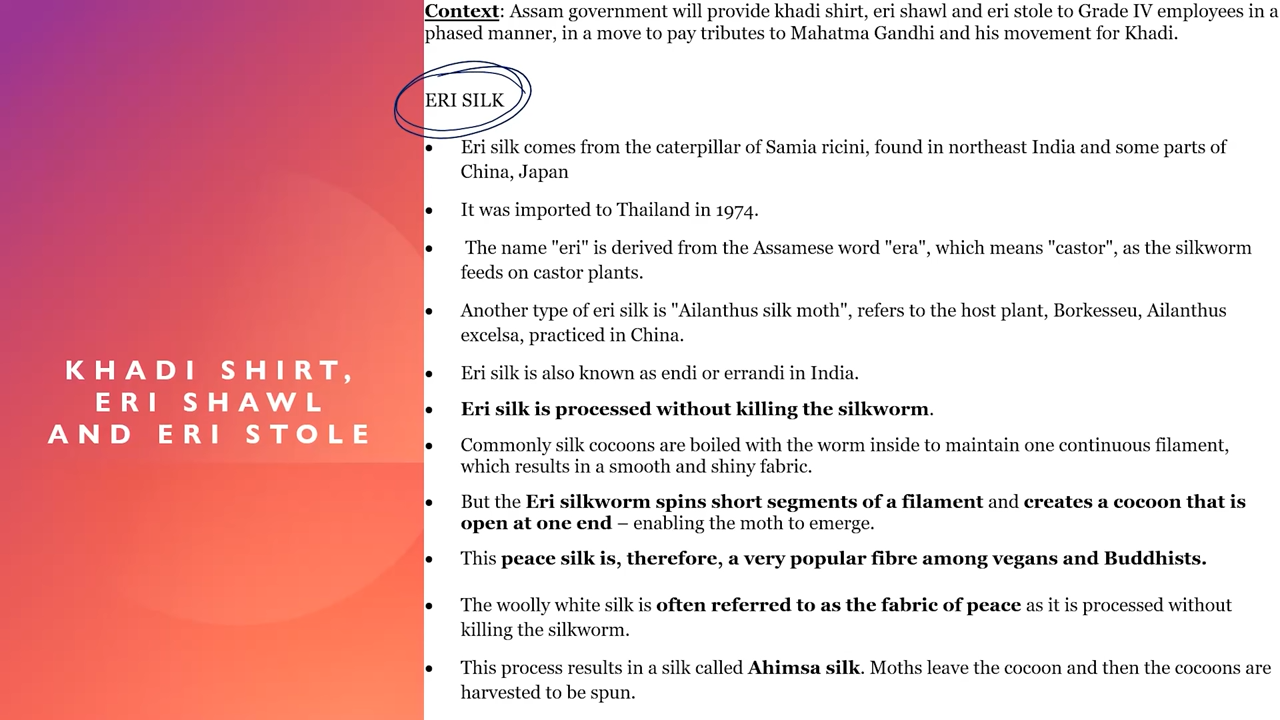 KHADI SHIRT,
ERI SHAWL
AND ERI STOLE
Context: Assam government will provide khadi shirt, eri shawl and eri stole to Grade IV employees in a
phased manner, in a move to pay tributes to Mahatma Gandhi and his movement for Khadi.
ERI SILK
• Eri silk comes from the caterpillar of Samia ricini, found in northeast India and some parts of
China, Japan
• It was imported to Thailand in 1974.
• The name "eri" is derived from the Assamese word "era", which means "castor", as the silkworm
feeds on castor plants.
• Another type of eri silk is "Ailanthus silk moth", refers to the host plant, Borkesseu, Ailanthus
excelsa, practiced in China.
• Eri silk is also known as endi or errandi in India.
• Eri silk is processed without killing the silkworm.
• Commonly silk cocoons are boiled with the worm inside to maintain one continuous filament,
which results in a smooth and shiny fabric.
• But the Eri silkworm spins short segments of a filament and creates a cocoon that is
open at one end – enabling the moth to emerge.
• This peace silk is, therefore, a very popular fibre among vegans and Buddhists.
• The woolly white silk is often referred to as the fabric of peace as it is processed without
killing the silkworm.
• This process results in a silk called Ahimsa silk. Moths leave the cocoon and then the cocoons are
harvested to be spun.